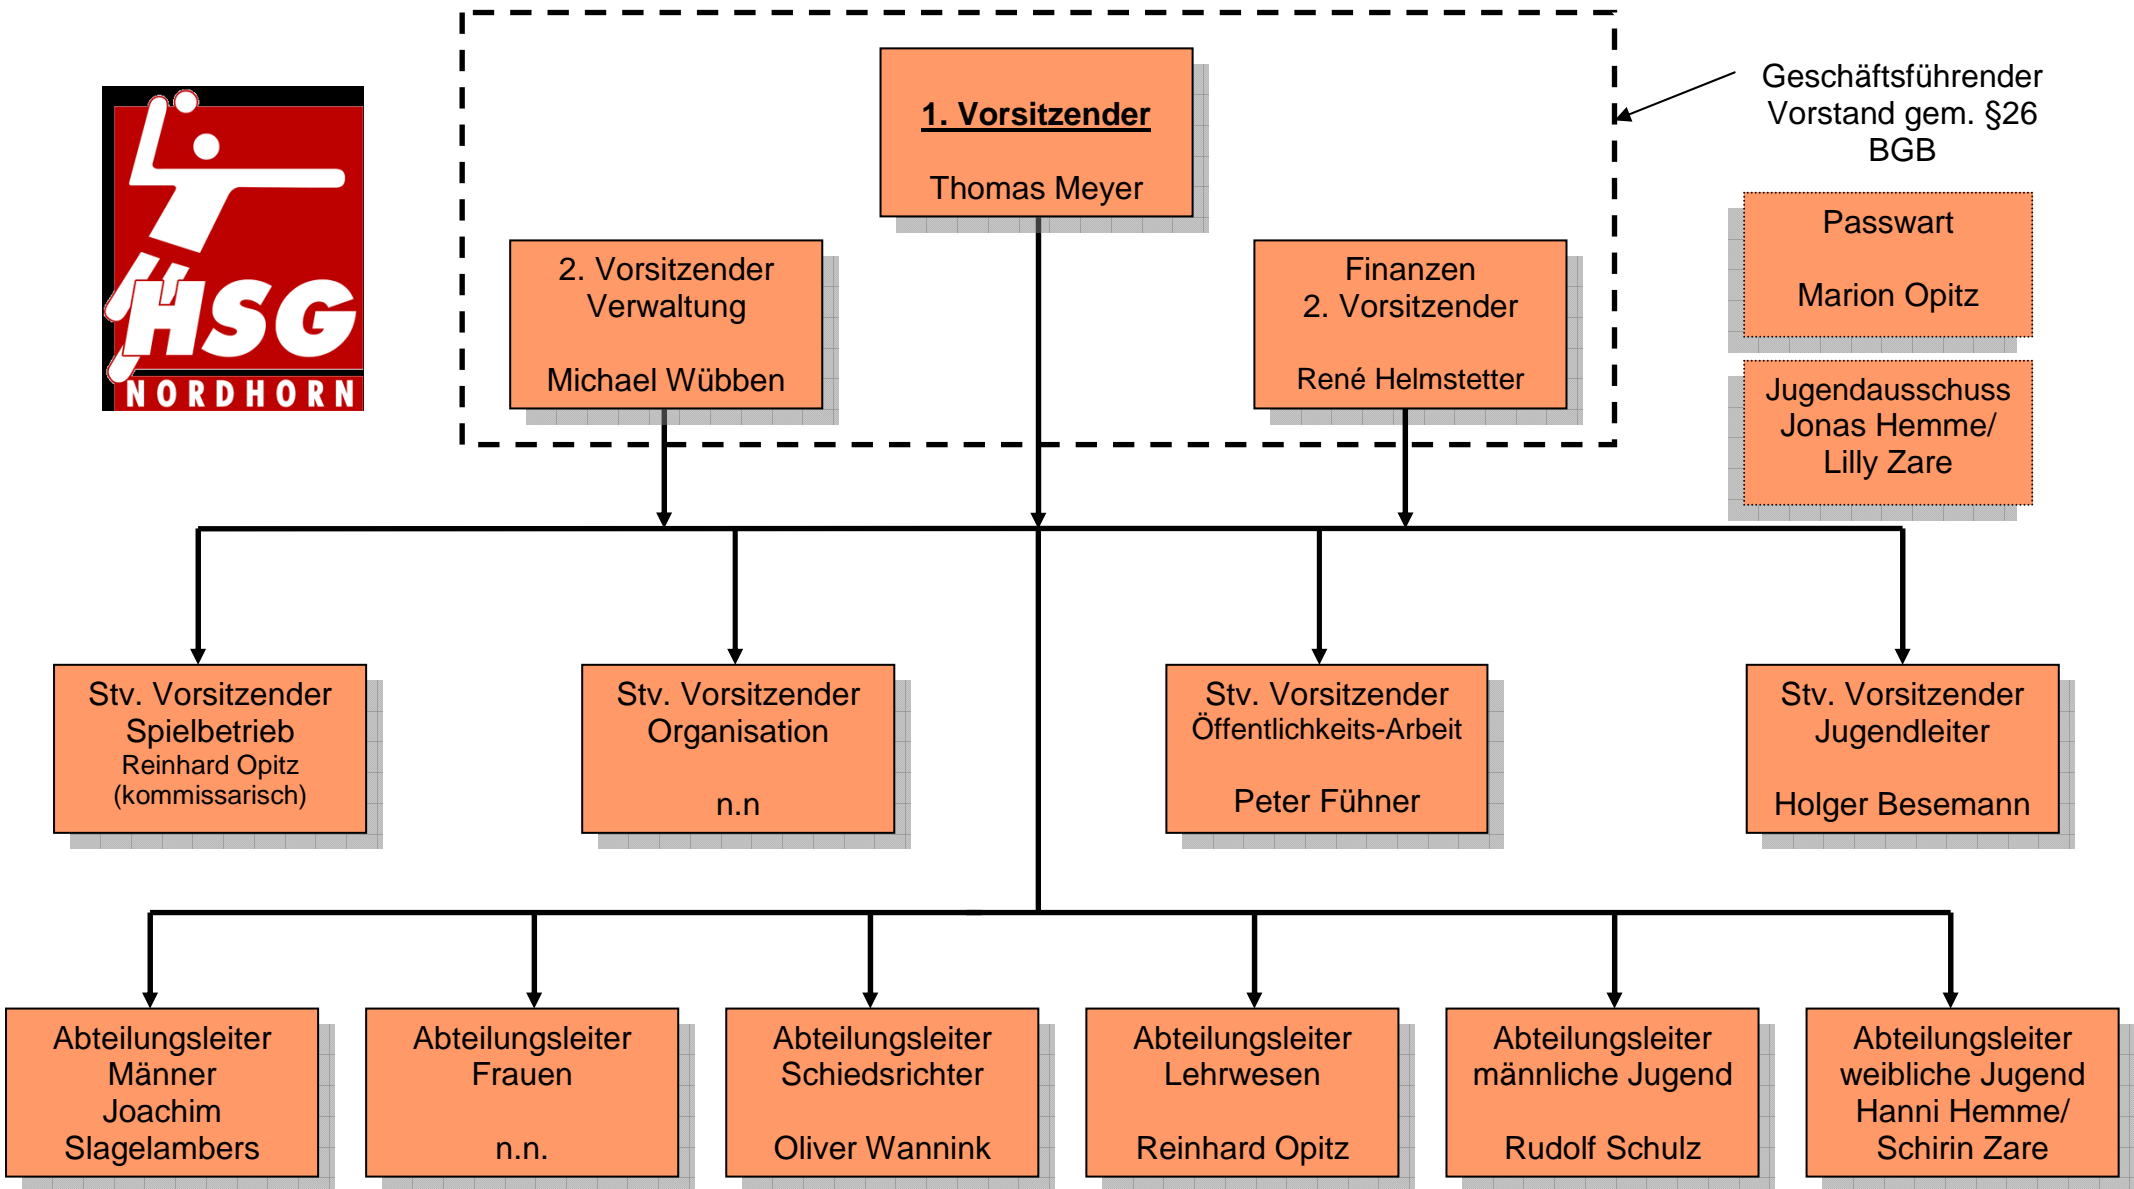 HSG
NORDHORN
1. Vorsitzender
Thomas Meyer
Geschäftsführender
Vorstand gem. §26
BGB
2. Vorsitzender
Verwaltung
Michael Wübben
Finanzen
2. Vorsitzender
René Helmstetter
Passwart
Marion Opitz
Jugendausschuss
Jonas Hemme/
Lilly Zare
Stv. Vorsitzender
Spielbetrieb
Reinhard Opitz
(kommissarisch)
Stv. Vorsitzender
Organisation
n.n
Stv. Vorsitzender
Öffentlichkeits-Arbeit
Peter Fühner
Stv. Vorsitzender
Jugendleiter
Holger Besemann
Abteilungsleiter
Männer
Joachim
Slagelambers
Abteilungsleiter
Frauen
n.n.
Abteilungsleiter
Schiedsrichter
Oliver Wannink
Abteilungsleiter
Lehrwesen
Reinhard Opitz
Abteilungsleiter
männliche Jugend
Rudolf Schulz
Abteilungsleiter
weibliche Jugend
Hanni Hemme/
Schirin Zare